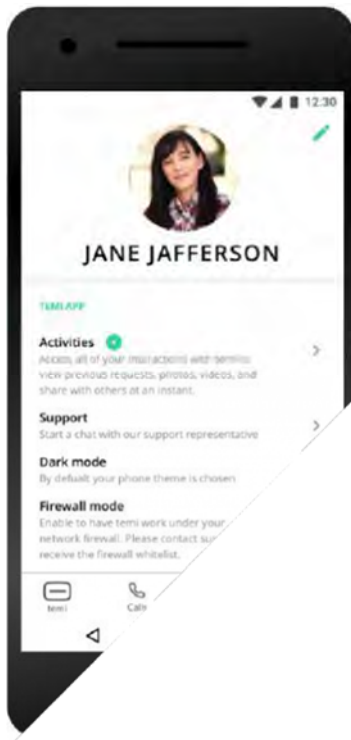 12:30
JANE JAFFERSON
TEMI APP
Activities
Access all of your interactions with temi to
view previous requests, photos, videos, and
share with others at an instant.
Support
Start a chat with our support representative
Dark mode
By defualt your phone theme is chosen
Firewall mode
Enable to have temi work under your
network firewall. Please contact
receive the firewall whitelist.
temi
Calls